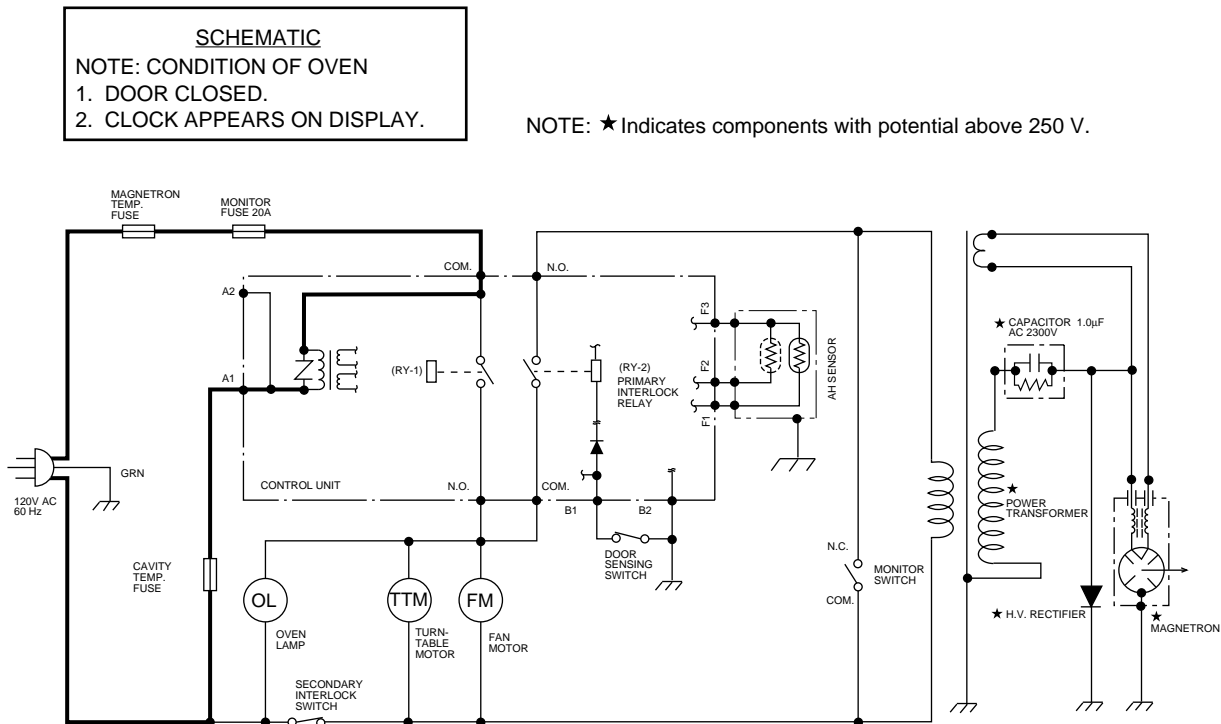 SCHEMATIC
NOTE: CONDITION OF OVEN
1. DOOR CLOSED.
2. CLOCK APPEARS ON DISPLAY.
NOTE: ★ Indicates components with potential above 250 V.
MAGNETRON
TEMP.
FUSE
MONITOR
FUSE 20A
COM.
N.O.
A2
A1
(RY-1)
(RY-2)
PRIMARY
INTERLOCK
RELAY
F3
F2
F1
AH SENSOR
★ CAPACITOR 1.0µF
AC 2300V
GRN
120V AC
60 Hz
CONTROL UNIT
N.O.
COM.
B1
B2
★
POWER
TRANSFORMER
CAVITY
TEMP.
FUSE
DOOR
SENSING
SWITCH
N.C.
MONITOR
SWITCH
COM.
OL
TTM
FM
OVEN
LAMP
TURN-
TABLE
MOTOR
FAN
MOTOR
★ H.V. RECTIFIER
★
MAGNETRON
SECONDARY
INTERLOCK
SWITCH